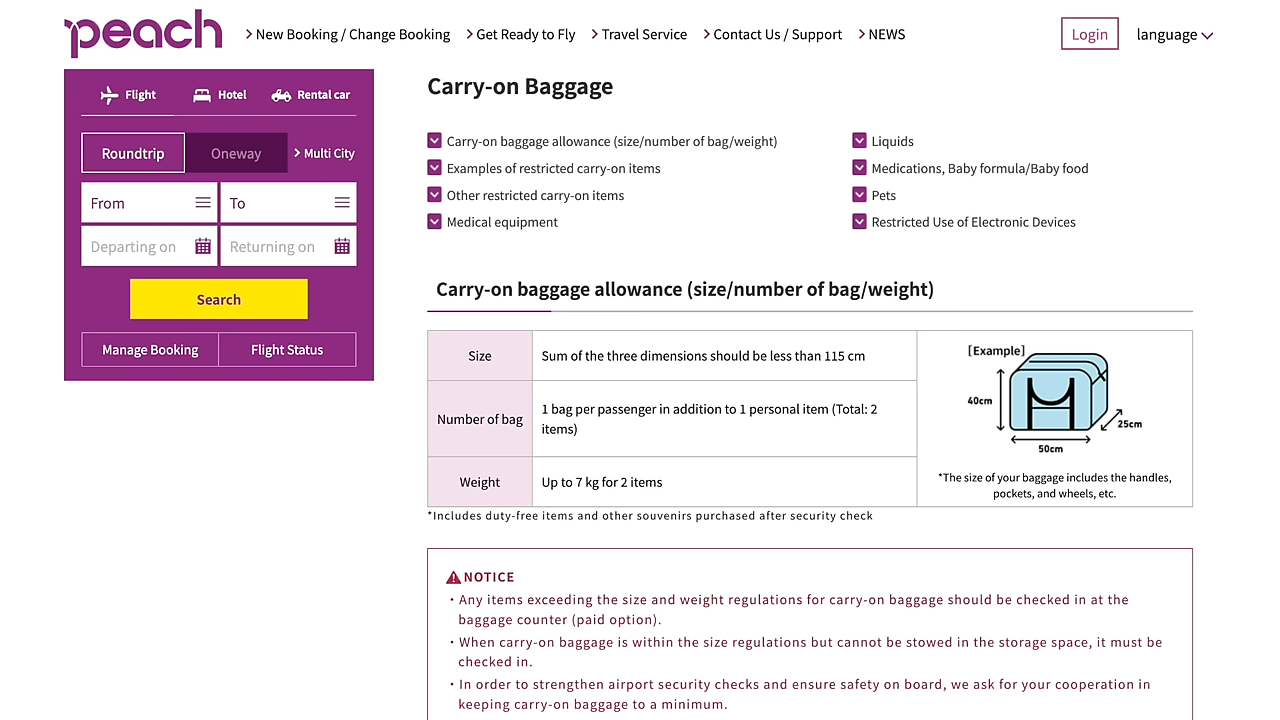 peach
New Booking / Change Booking
Get Ready to Fly
Travel Service
Contact Us / Support
NEWS
Login
language
Flight
Hotel
Rental car
Roundtrip
Oneway
Multi City
From
To
Departing on
Returning on
Search
Manage Booking
Flight Status
Carry-on Baggage
Carry-on baggage allowance (size/number of bag/weight)
Examples of restricted carry-on items
Other restricted carry-on items
Medical equipment
Liquids
Medications, Baby formula/Baby food
Pets
Restricted Use of Electronic Devices
Carry-on baggage allowance (size/number of bag/weight)
Size
Sum of the three dimensions should be less than 115 cm
Number of bag
1 bag per passenger in addition to 1 personal item (Total: 2
items)
Weight
Up to 7 kg for 2 items
[Example]
40cm
25cm
50cm
*The size of your baggage includes the handles,
pockets, and wheels, etc.
*Includes duty-free items and other souvenirs purchased after security check
NOTICE
・Any items exceeding the size and weight regulations for carry-on baggage should be checked in at the
baggage counter (paid option).
・When carry-on baggage is within the size regulations but cannot be stowed in the storage space, it must be
checked in.
・In order to strengthen airport security checks and ensure safety on board, we ask for your cooperation in
keeping carry-on baggage to a minimum.